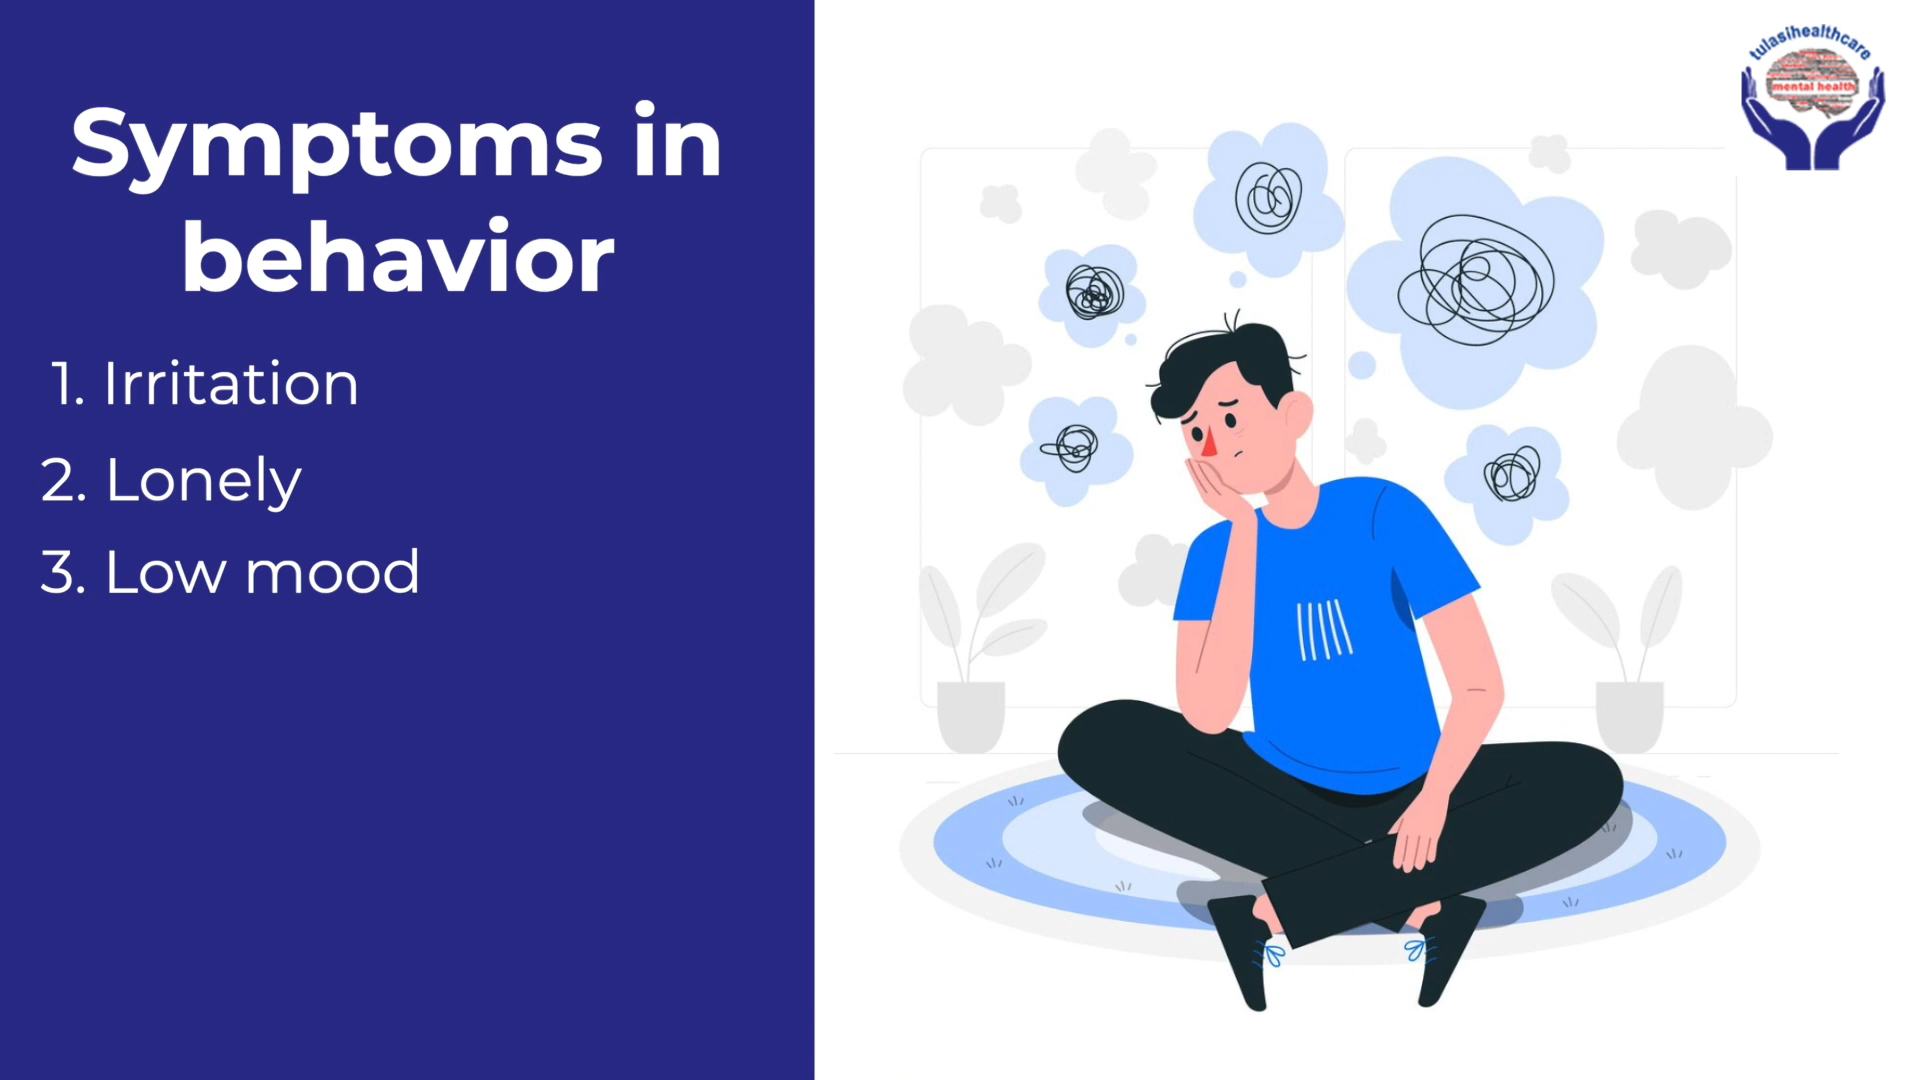 Symptoms in
behavior
1. Irritation
2. Lonely
3. Low mood
tulasihealthcare
mental health